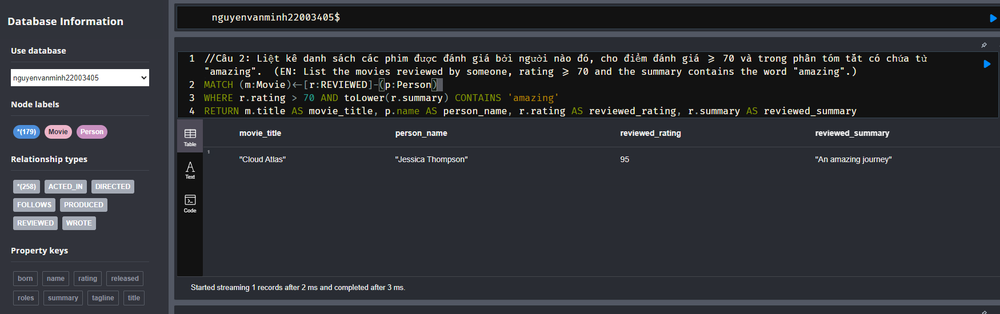 Database Information
Use database
nguyenvanminh22003405
Node labels
*(179) Movie Person
Relationship types
*(258) ACTED_IN DIRECTED
FOLLOWS PRODUCED
REVIEWED WROTE
Property keys
born name rating released
roles summary tagline title
nguyenvanminh22003405$
1 //Câu 2: Liệt kê danh sách các phim được đánh giá bởi người nào đó, cho điểm đánh giá >= 70 và trong phần tóm tắt có chứa từ
"amazing". (EN: List the movies reviewed by someone, rating >= 70 and the summary contains the word "amazing".)
2 MATCH (m:Movie)<-[r:REVIEWED]-(p:Person)
3 WHERE r.rating > 70 AND toLower(r.summary) CONTAINS 'amazing'
4 RETURN m.title AS movie_title, p.name AS person_name, r.rating AS reviewed_rating, r.summary AS reviewed_summary
Table
Text
Code
movie_title person_name reviewed_rating reviewed_summary
1 "Cloud Atlas" "Jessica Thompson" 95 "An amazing journey"
Started streaming 1 records after 2 ms and completed after 3 ms.